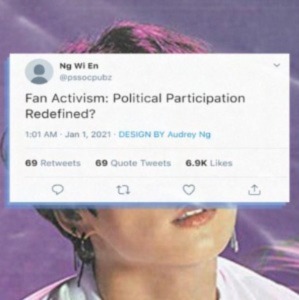 Ng Wi En
@pssocpubz
Fan Activism: Political Participation
Redefined?
1:01 AM · Jan 1, 2021 · DESIGN BY Audrey Ng
69 Retweets 69 Quote Tweets 6.9K Likes